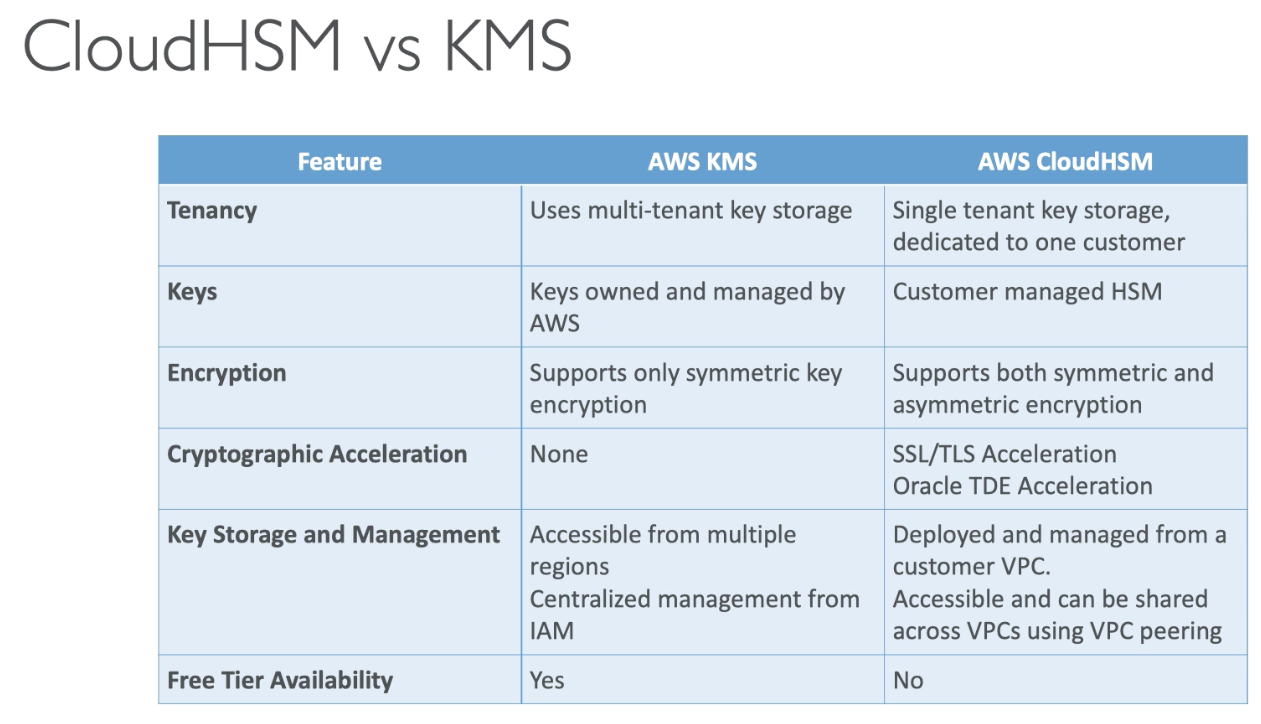 CloudHSM vs KMS
Feature
AWS KMS
AWS CloudHSM
Tenancy
Uses multi-tenant key storage
Single tenant key storage,
dedicated to one customer
Keys
Keys owned and managed by
AWS
Customer managed HSM
Encryption
Supports only symmetric key
encryption
Supports both symmetric and
asymmetric encryption
Cryptographic Acceleration
None
SSL/TLS Acceleration
Oracle TDE Acceleration
Key Storage and Management
Accessible from multiple
regions
Centralized management from
IAM
Deployed and managed from a
customer VPC.
Accessible and can be shared
across VPCs using VPC peering
Free Tier Availability
Yes
No